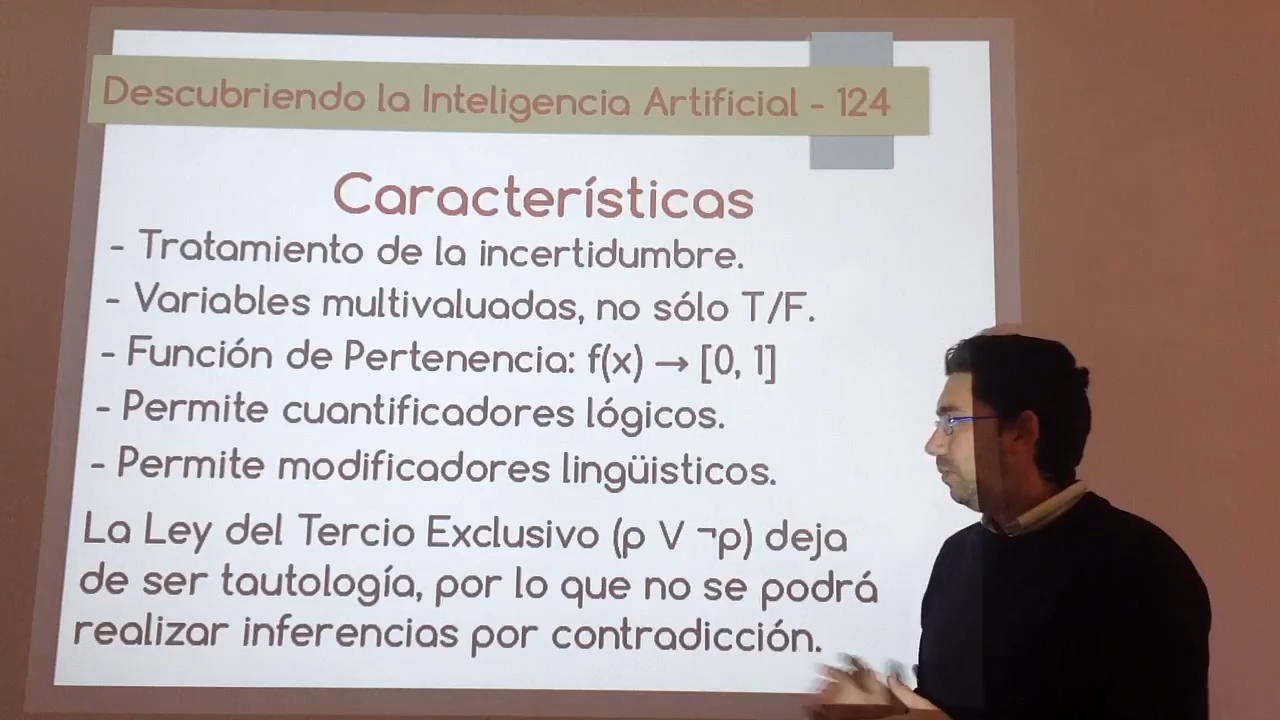 Descubriendo la Inteligencia Artificial - 124
Características
- Tratamiento de la incertidumbre.
- Variables multivaluadas, no sólo T/F.
- Función de Pertenencia: f(x) → [0, 1]
- Permite cuantificadores lógicos.
- Permite modificadores lingüisticos.
La Ley del Tercio Exclusivo (p V ¬p) deja
de ser tautología, por lo que no se podrá
realizar inferencias por contradicción.